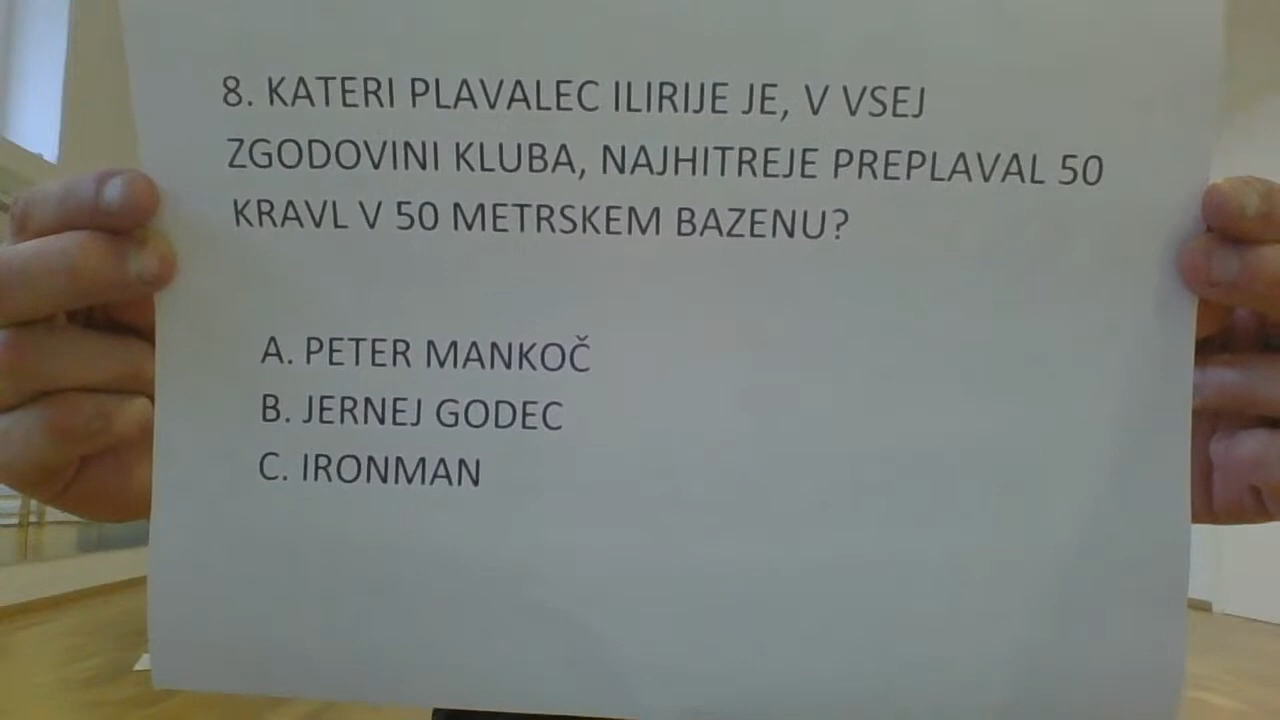 8. KATERI PLAVALEC ILIRIJE JE, V VSEJ
ZGODOVINI KLUBA, NAJHITREJE PREPLAVAL 50
KRAVL V 50 METRSKEM BAZENU?
A. PETER MANKOČ
B. JERNEJ GODEC
C. IRONMAN